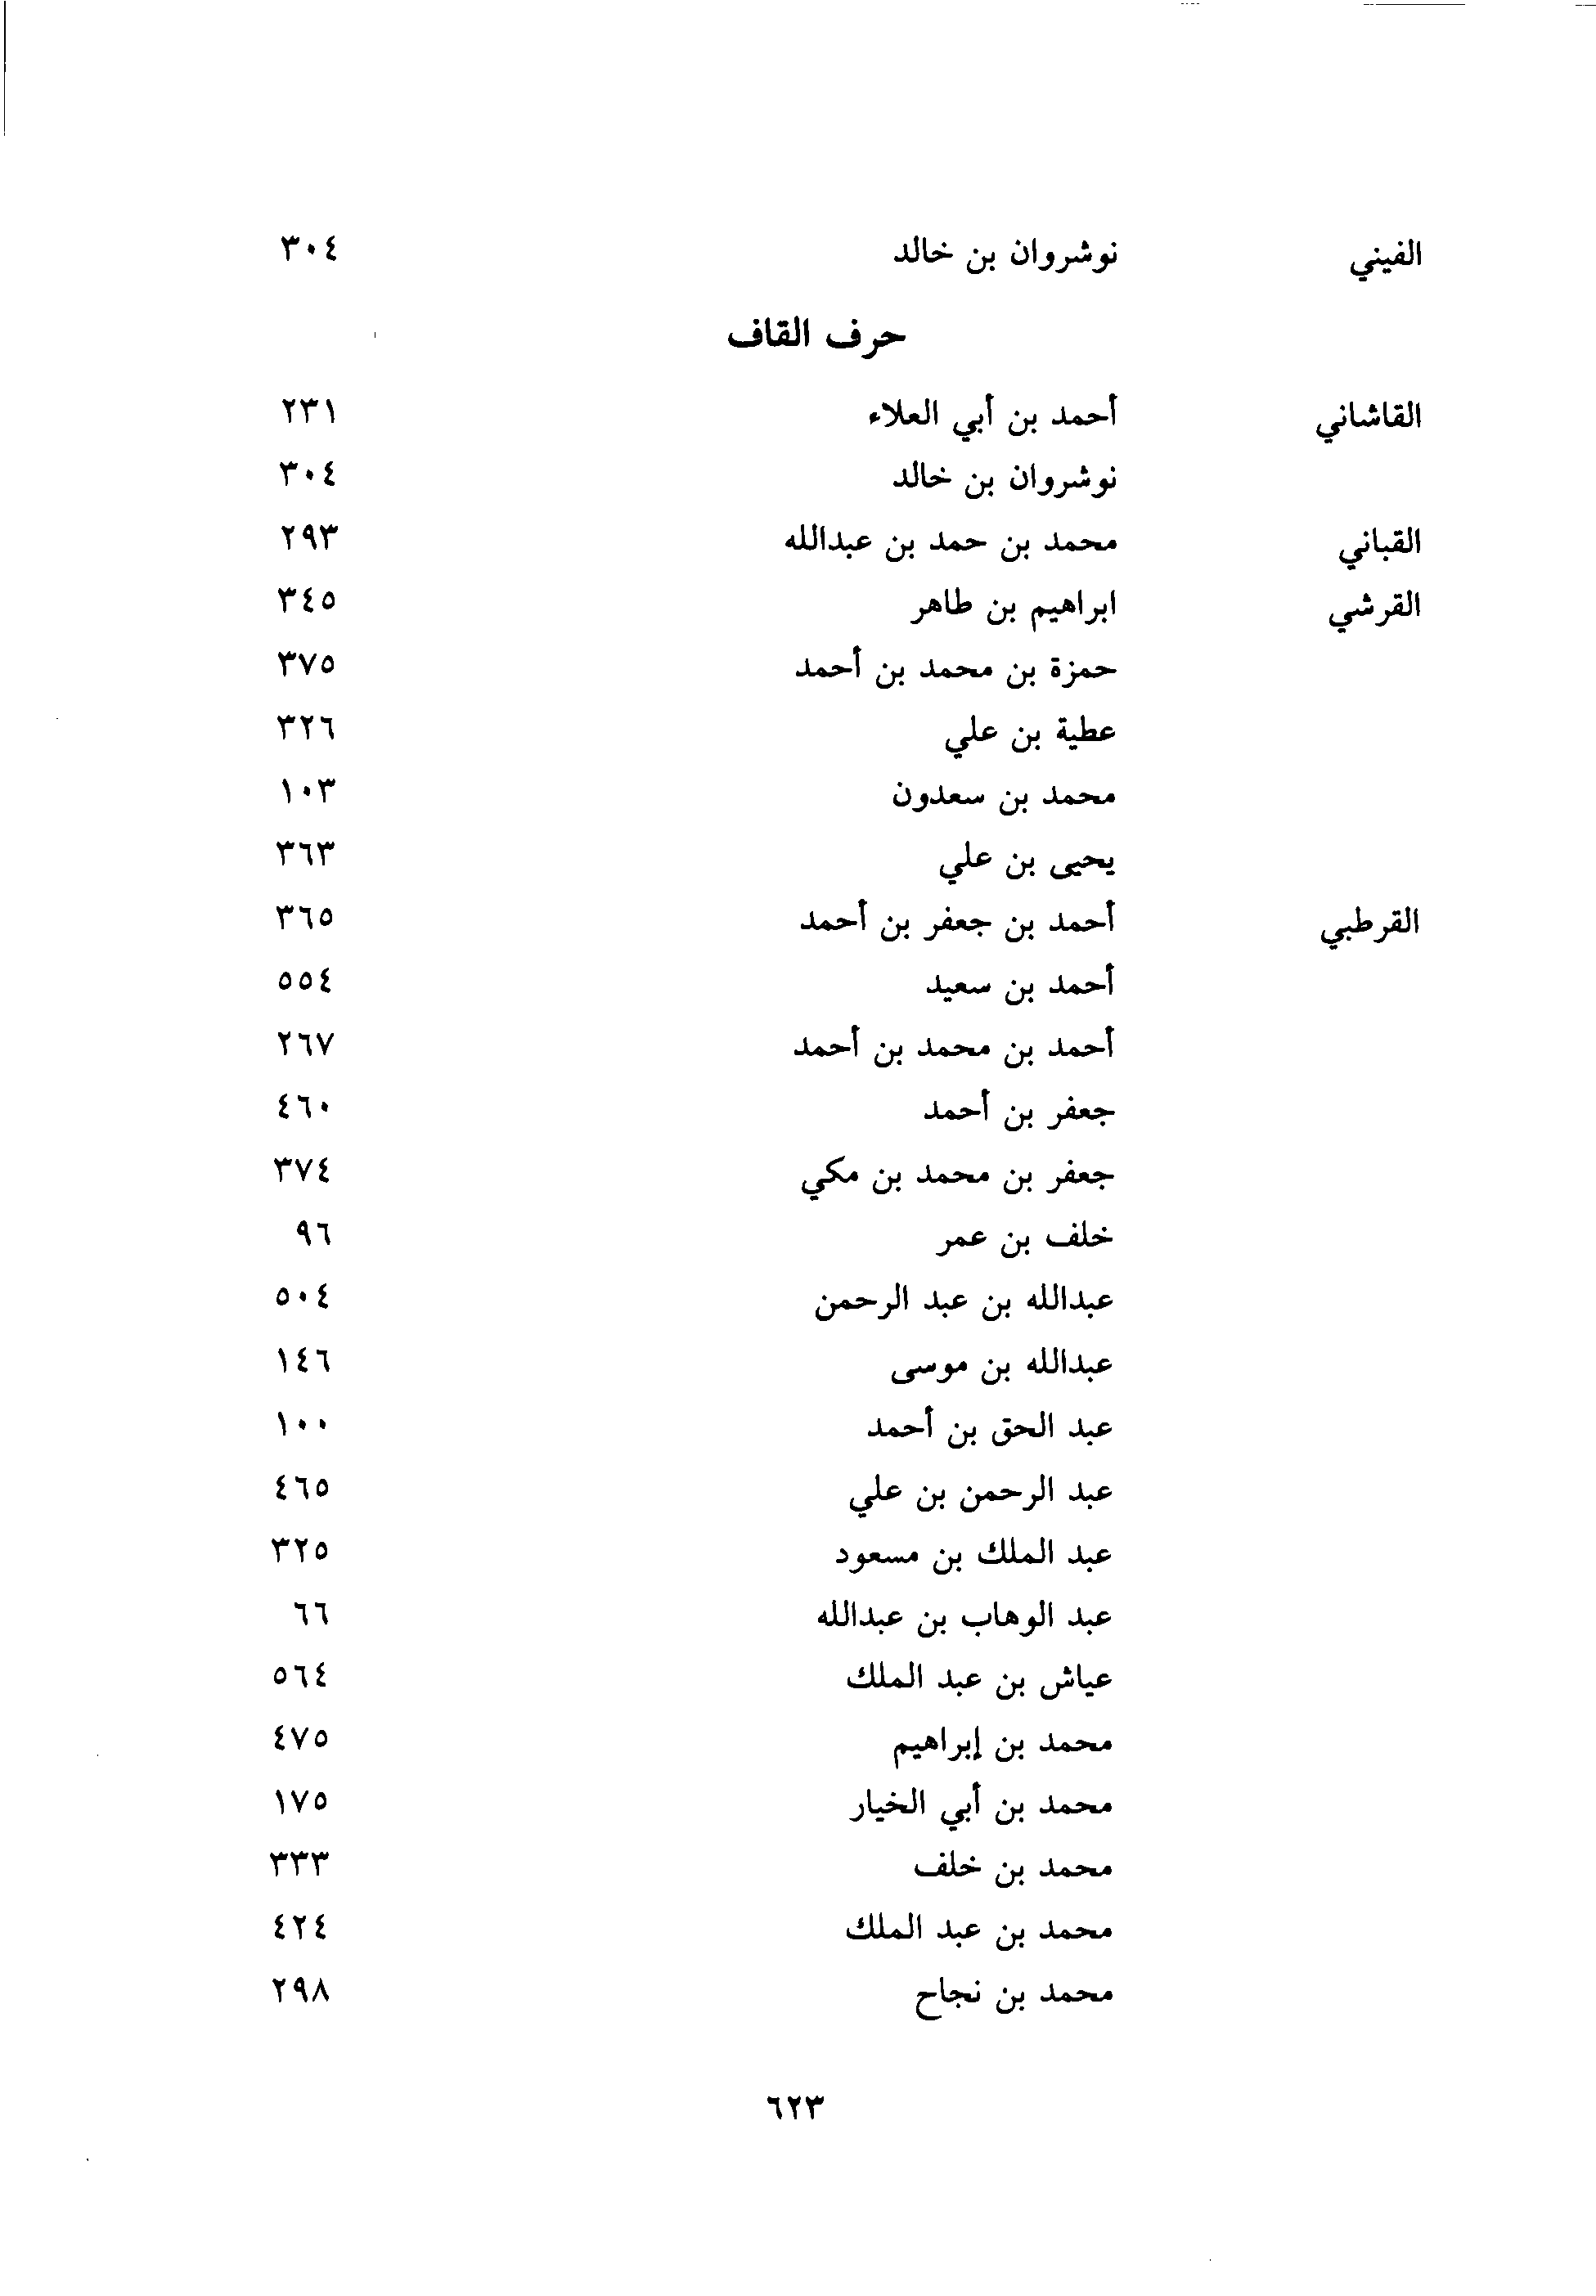 الفيني نوشروان بن خالد ٣٠٤
حرف القاف
القاشاني أحمد بن أبي العلاء ٢٣١
نوشروان بن خالد ٣٠٤
القباني محمد بن حمد بن عبدالله ٢٩٣
القرشي ابراهيم بن طاهر ٣٤٥
حمزة بن محمد بن أحمد ٣٧٥
عطية بن علي ٣٢٦
محمد بن سعدون ١٠٣
يحيى بن علي ٣٦٣
القرطبي أحمد بن جعفر بن أحمد ٣٦٥
أحمد بن سعيد ٥٥٤
أحمد بن محمد بن أحمد ٢٦٧
جعفر بن أحمد ٤٦٠
جعفر بن محمد بن مكي ٣٧٤
خلف بن عمر ٩٦
عبدالله بن عبد الرحمن ٥٠٤
عبدالله بن موسى ١٤٦
عبد الحق بن أحمد ١٠٠
عبد الرحمن بن علي ٤٦٥
عبد الملك بن مسعود ٣٢٥
عبد الوهاب بن عبدالله ٦٦
عياش بن عبد الملك ٥٦٤
محمد بن إبراهيم ٤٧٥
محمد بن أبي الخيار ١٧٥
محمد بن خلف ٣٣٣
محمد بن عبد الملك ٤٢٤
محمد بن نجاح ٢٩٨
٦٢٣